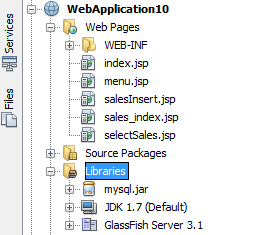 WebApplication10
Web Pages
WEB-INF
index.jsp
menu.jsp
salesInsert.jsp
sales_index.jsp
selectSales.jsp
Source Packages
Libraries
mysql.jar
JDK 1.7 (Default)
GlassFish Server 3.1
Services
Files